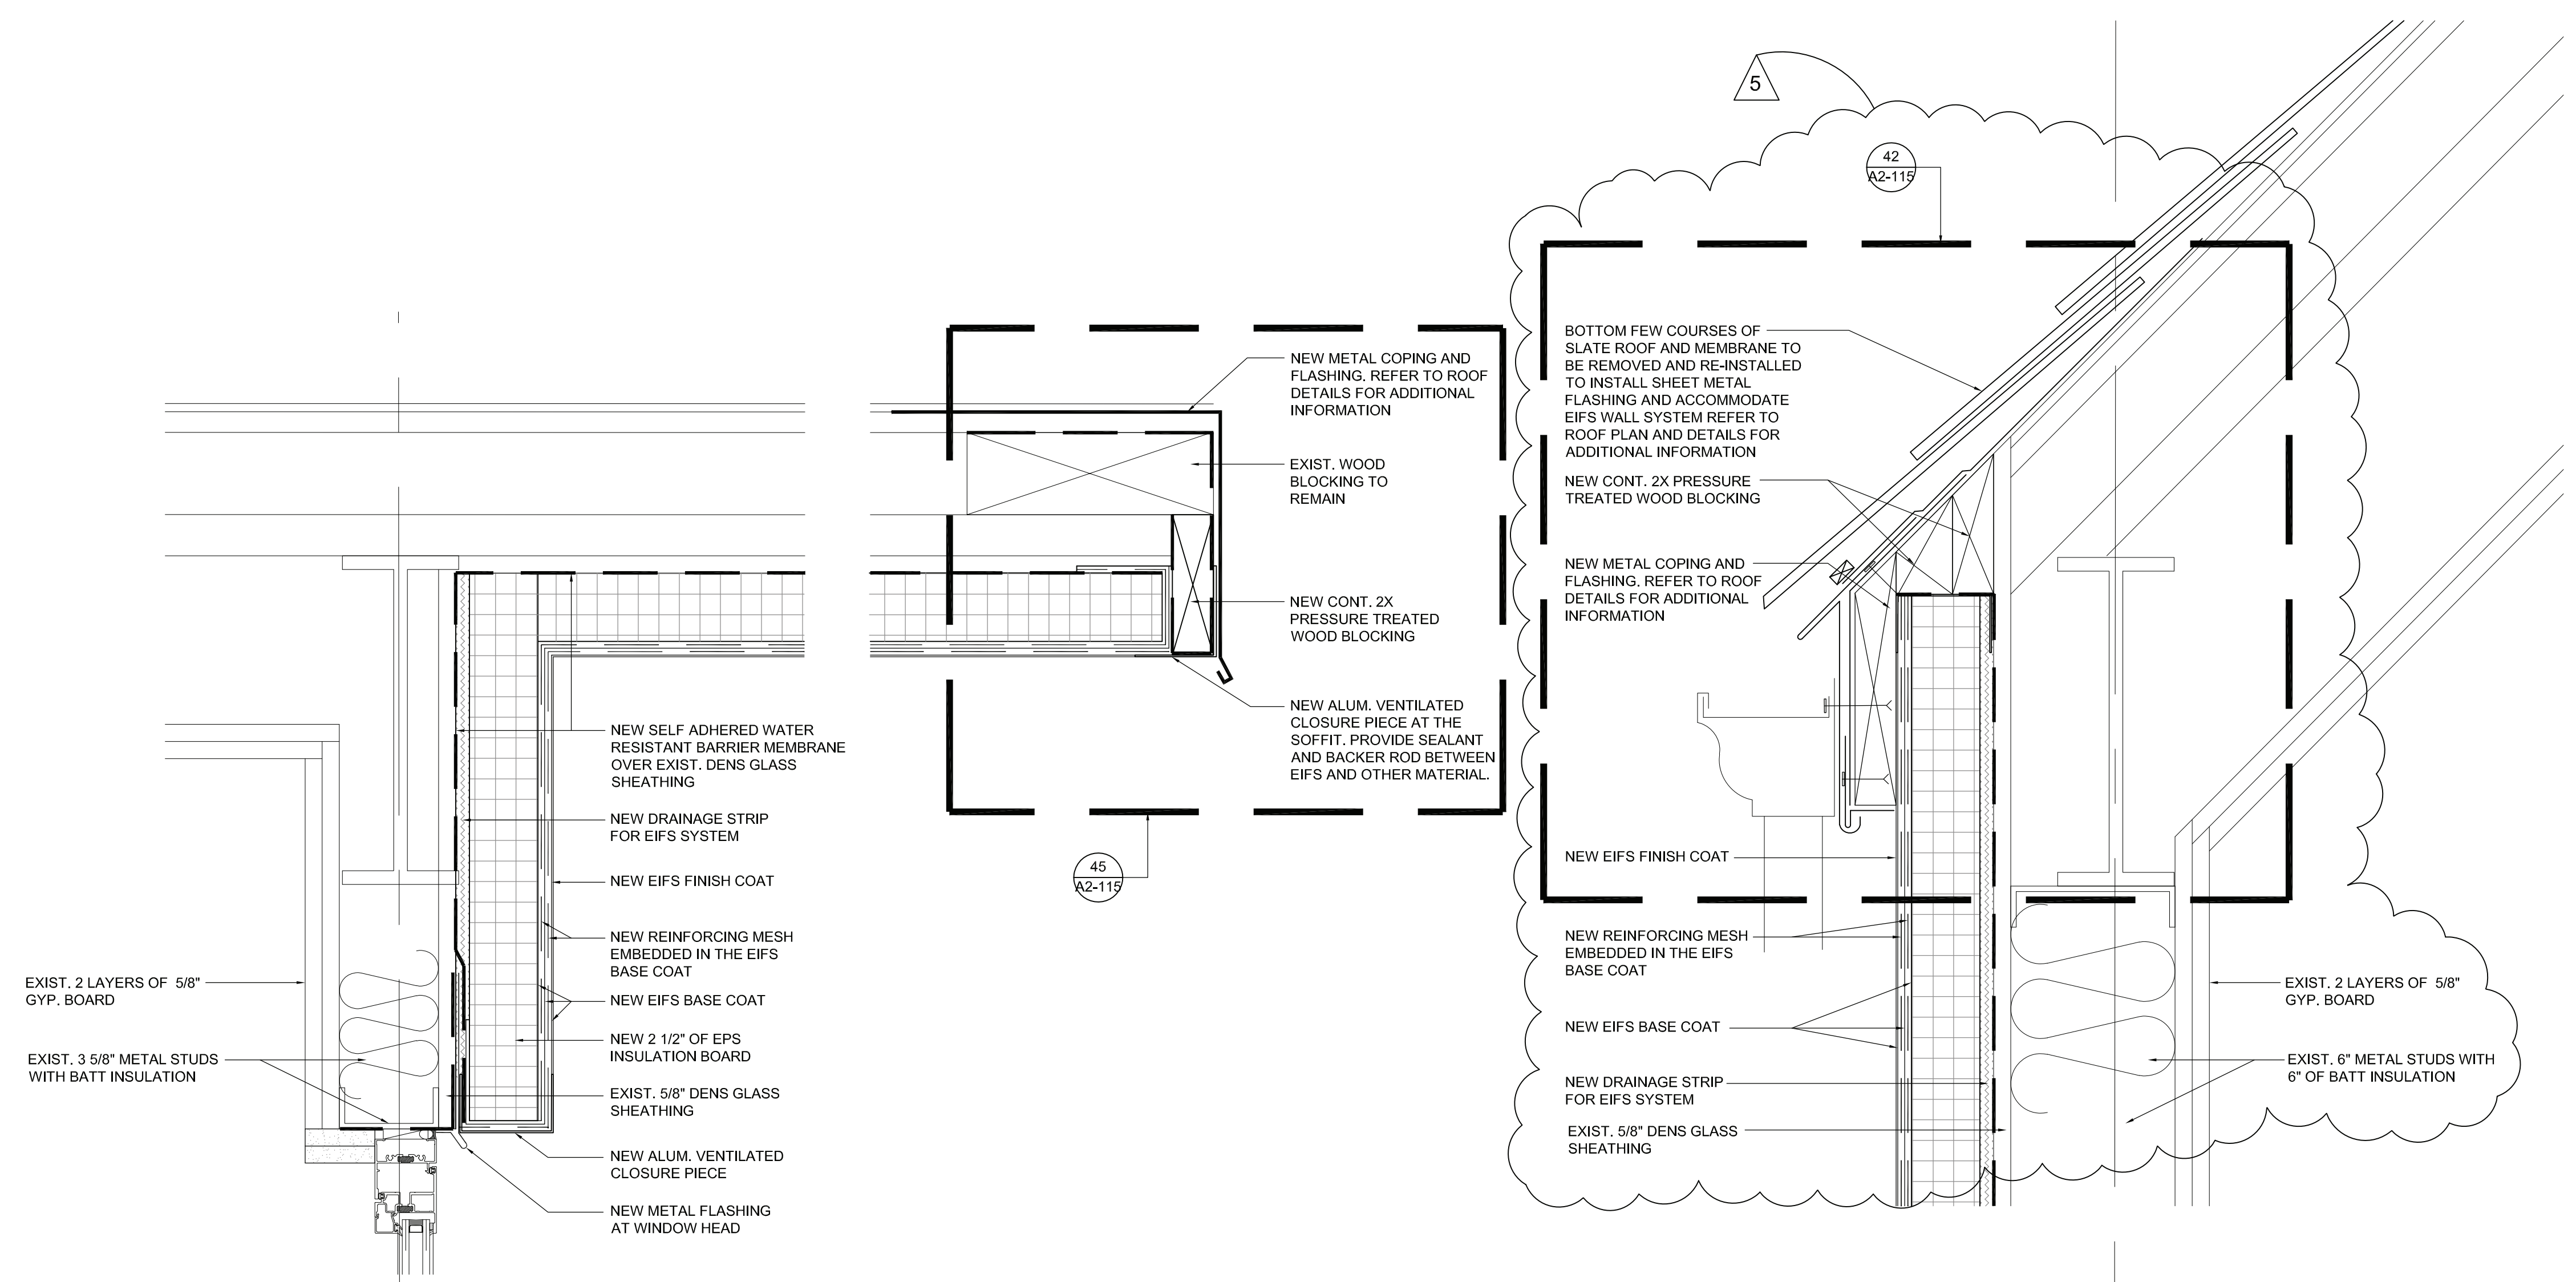 5
42
A2-115
NEW METAL COPING AND
FLASHING. REFER TO ROOF
DETAILS FOR ADDITIONAL
INFORMATION
EXIST. WOOD
BLOCKING TO
REMAIN
NEW CONT. 2X
PRESSURE TREATED
WOOD BLOCKING
NEW ALUM. VENTILATED
CLOSURE PIECE AT THE
SOFFIT. PROVIDE SEALANT
AND BACKER ROD BETWEEN
EIFS AND OTHER MATERIAL.
45
A2-115
NEW SELF ADHERED WATER
RESISTANT BARRIER MEMBRANE
OVER EXIST. DENS GLASS
SHEATHING
NEW DRAINAGE STRIP
FOR EIFS SYSTEM
NEW EIFS FINISH COAT
NEW REINFORCING MESH
EMBEDDED IN THE EIFS
BASE COAT
NEW EIFS BASE COAT
NEW 2 1/2" OF EPS
INSULATION BOARD
EXIST. 5/8" DENS GLASS
SHEATHING
NEW ALUM. VENTILATED
CLOSURE PIECE
NEW METAL FLASHING
AT WINDOW HEAD
EXIST. 2 LAYERS OF 5/8"
GYP. BOARD
EXIST. 3 5/8" METAL STUDS
WITH BATT INSULATION
BOTTOM FEW COURSES OF
SLATE ROOF AND MEMBRANE TO
BE REMOVED AND RE-INSTALLED
TO INSTALL SHEET METAL
FLASHING AND ACCOMMODATE
EIFS WALL SYSTEM REFER TO
ROOF PLAN AND DETAILS FOR
ADDITIONAL INFORMATION
NEW CONT. 2X PRESSURE
TREATED WOOD BLOCKING
NEW METAL COPING AND
FLASHING. REFER TO ROOF
DETAILS FOR ADDITIONAL
INFORMATION
NEW EIFS FINISH COAT
NEW REINFORCING MESH
EMBEDDED IN THE EIFS
BASE COAT
NEW EIFS BASE COAT
NEW DRAINAGE STRIP
FOR EIFS SYSTEM
EXIST. 5/8" DENS GLASS
SHEATHING
EXIST. 2 LAYERS OF 5/8"
GYP. BOARD
EXIST. 6" METAL STUDS WITH
6" OF BATT INSULATION